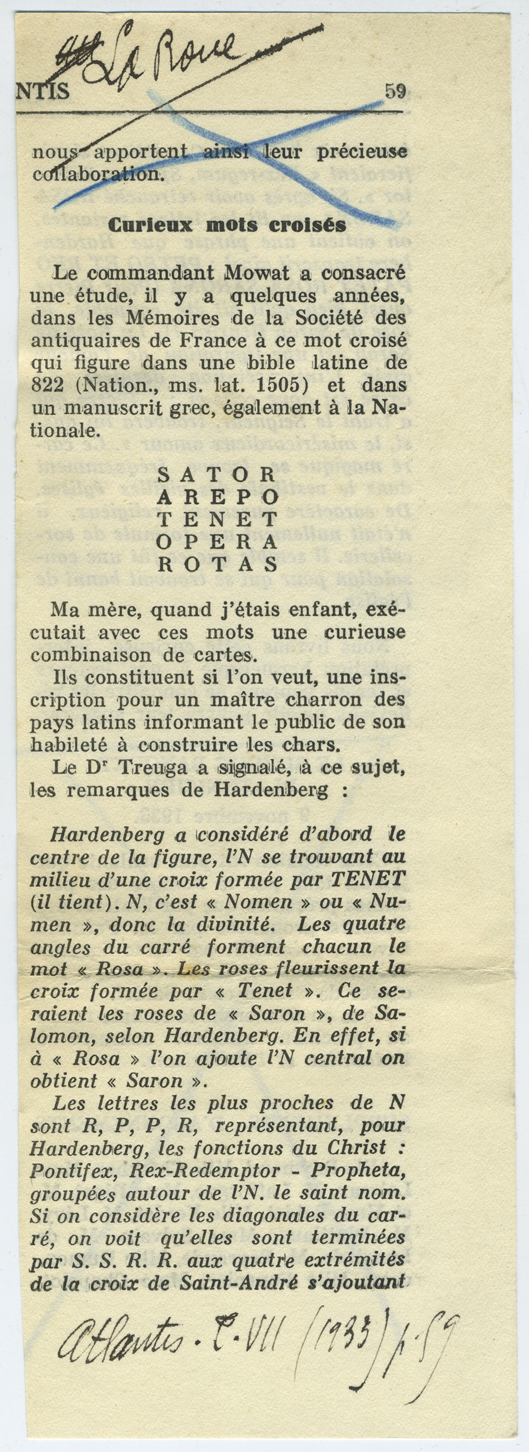 La Roue
NTIS 59
nous apportent ainsi leur précieuse
collaboration.
Curieux mots croisés
Le commandant Mowat a consacré
une étude, il y a quelques années,
dans les Mémoires de la Société des
antiquaires de France à ce mot croisé
qui figure dans une bible latine de
822 (Nation., ms. lat. 1505) et dans
un manuscrit grec, également à la Na-
tionale.
S A T O R
A R E P O
T E N E T
O P E R A
R O T A S
Ma mère, quand j'étais enfant, exé-
cutait avec ces mots une curieuse
combinaison de cartes.
Ils constituent si l'on veut, une ins-
cription pour un maître charron des
pays latins informant le public de son
habileté à construire les chars.
Le Dr Treuga a signalé, à ce sujet,
les remarques de Hardenberg :
Hardenberg a considéré d'abord le
centre de la figure, l'N se trouvant au
milieu d'une croix formée par TENET
(il tient). N, c'est « Nomen » ou « Nu-
men », donc la divinité. Les quatre
angles du carré forment chacun le
mot « Rosa ». Les roses fleurissent la
croix formée par « Tenet ». Ce se-
raient les roses de « Saron », de Sa-
lomon, selon Hardenberg. En effet, si
à « Rosa » l'on ajoute l'N central on
obtient « Saron ».
Les lettres les plus proches de N
sont R, P, P, R, représentant, pour
Hardenberg, les fonctions du Christ :
Pontifex, Rex-Redemptor - Propheta,
groupées autour de l'N. le saint nom.
Si on considère les diagonales du car-
ré, on voit qu'elles sont terminées
par S. S. R. R. aux quatre extrémités
de la croix de Saint-André s'ajoutant
Atlantis. T. VII (1933) p. 59